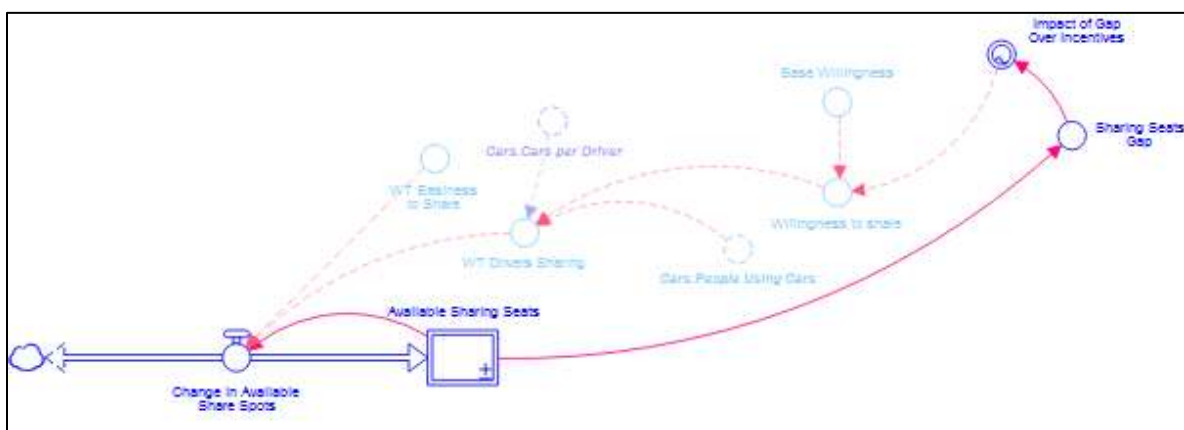 Impact of Gap
Over Incentives
Base Willingness
Sharing Seats
Gap
Cars.Cars per Driver
WT Easiness
to Share
Willingness to share
WT Drivers Sharing
Cars.People Using Cars
Available Sharing Seats
Change in Available
Share Spots